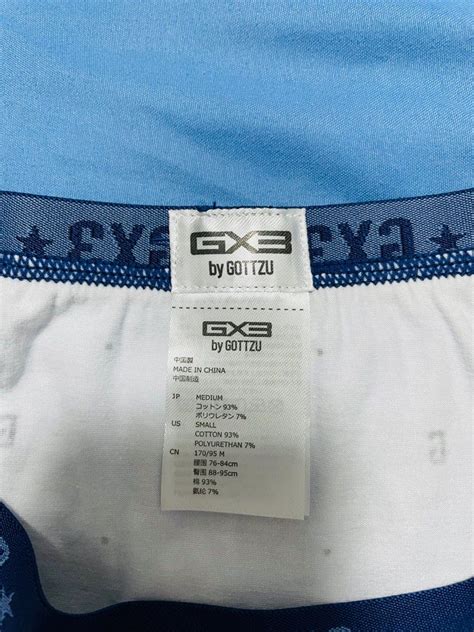 GX3
by GOTTZU
GX3
by GOTTZU
中国製
MADE IN CHINA
中国制造
JP MEDIUM
コットン 93%
ポリウレタン 7%
US SMALL
COTTON 93%
POLYURETHANE 7%
CN 170/95 M
腰围 76-84cm
臀围 88-95cm
棉 93%
氨纶 7%